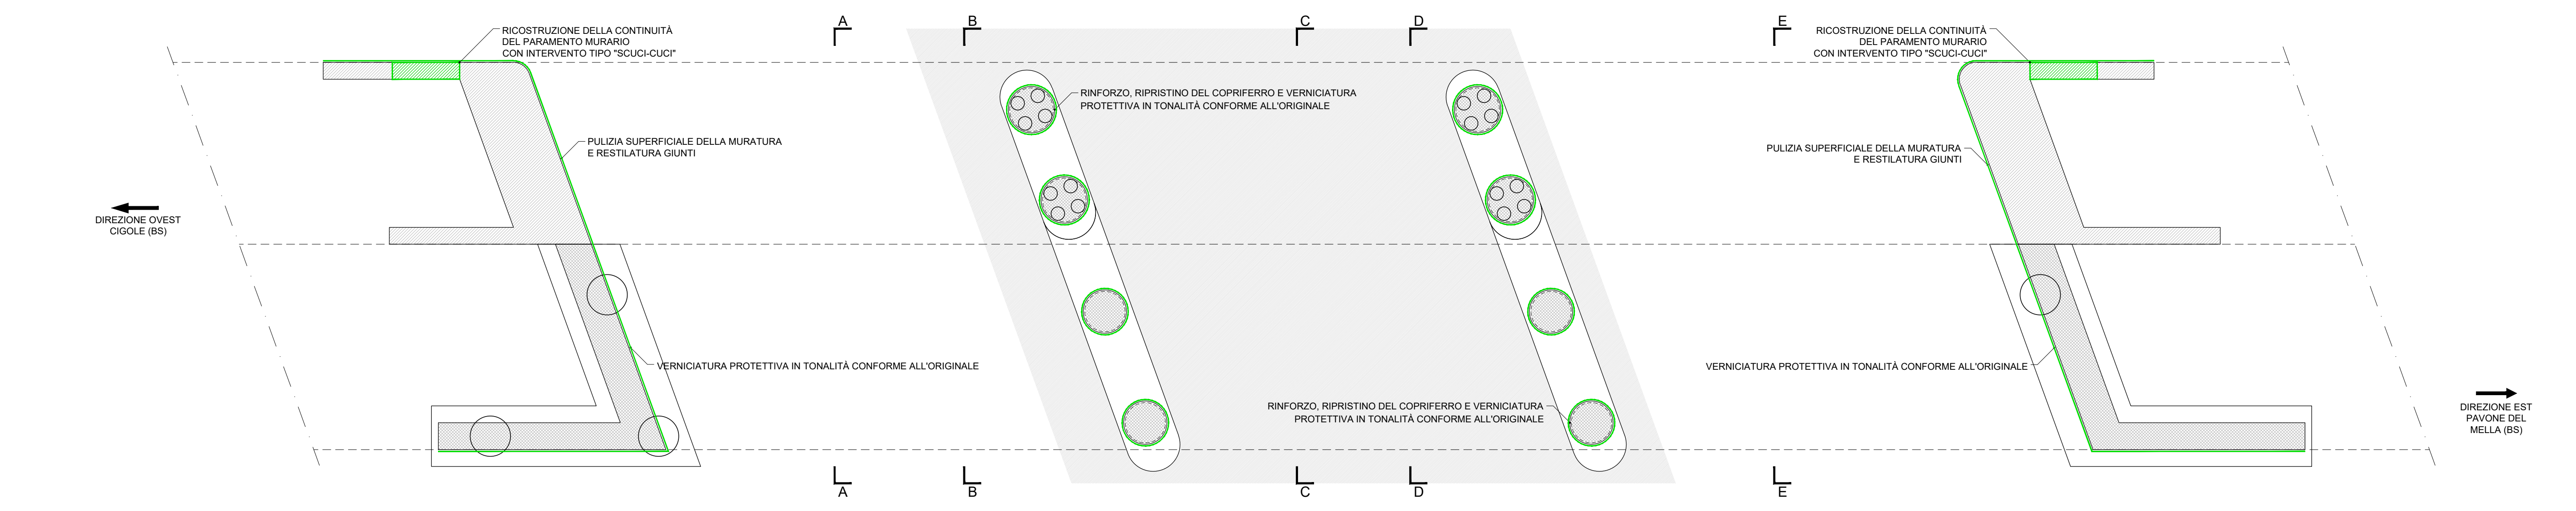 A
B
C
D
E
RICOSTRUZIONE DELLA CONTINUITÀ
DEL PARAMENTO MURARIO
CON INTERVENTO TIPO "SCUCI-CUCI"
RICOSTRUZIONE DELLA CONTINUITÀ
DEL PARAMENTO MURARIO
CON INTERVENTO TIPO "SCUCI-CUCI"
RINFORZO, RIPRISTINO DEL COPRIFERRO E VERNICIATURA
PROTETTIVA IN TONALITÀ CONFORME ALL'ORIGINALE
PULIZIA SUPERFICIALE DELLA MURATURA
E RESTILATURA GIUNTI
PULIZIA SUPERFICIALE DELLA MURATURA
E RESTILATURA GIUNTI
DIREZIONE OVEST
CIGOLE (BS)
VERNICIATURA PROTETTIVA IN TONALITÀ CONFORME ALL'ORIGINALE
VERNICIATURA PROTETTIVA IN TONALITÀ CONFORME ALL'ORIGINALE
RINFORZO, RIPRISTINO DEL COPRIFERRO E VERNICIATURA
PROTETTIVA IN TONALITÀ CONFORME ALL'ORIGINALE
DIREZIONE EST
PAVONE DEL
MELLA (BS)
A
B
C
D
E